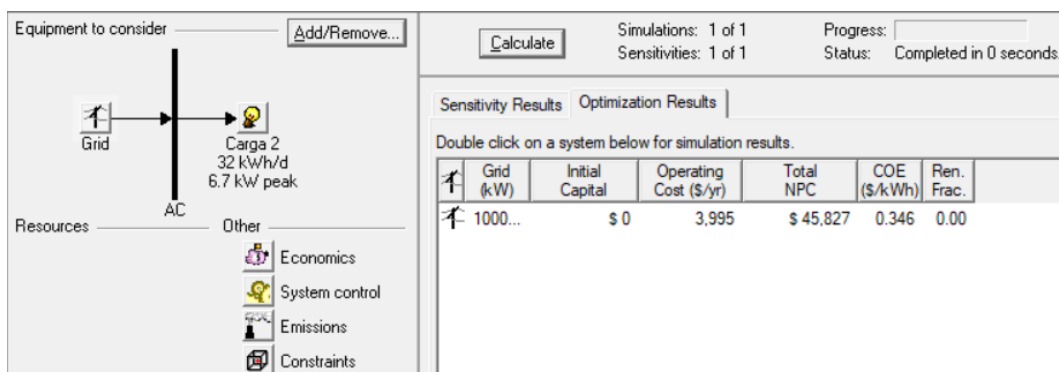 Equipment to consider
Add/Remove...
Grid
Carga 2
32 kWh/d
6.7 kW peak
AC
Resources
Other
Economics
System control
Emissions
Constraints
Calculate
Simulations: 1 of 1
Progress:
Sensitivities: 1 of 1
Status: Completed in 0 seconds.
Sensitivity Results
Optimization Results
Double click on a system below for simulation results.
Grid Initial Operating Total COE Ren.
(kW) Capital Cost ($/yr) NPC ($/kWh) Frac.
1000... $ 0 3,995 $ 45,827 0.346 0.00